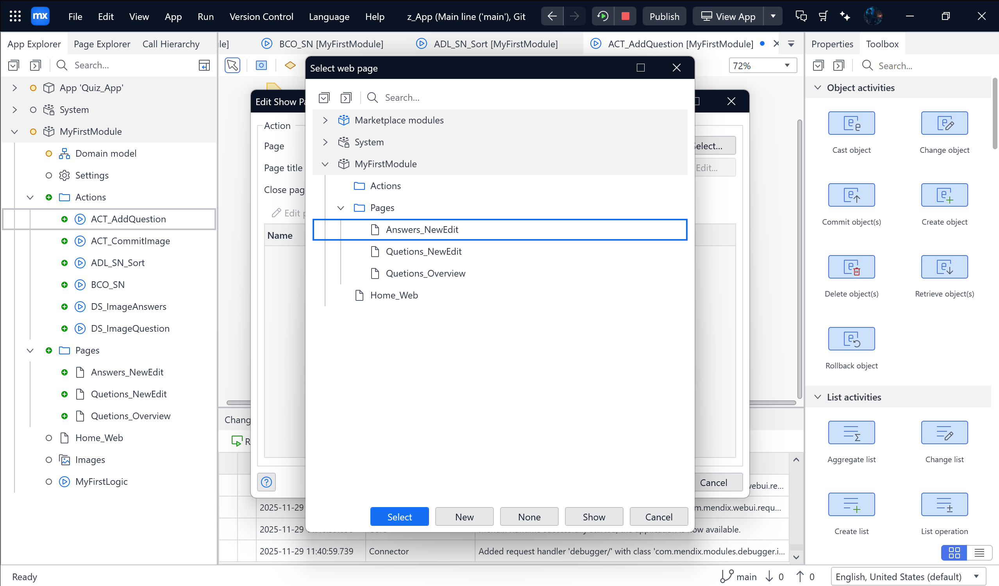 mx File Edit View App Run Version Control Language Help z_App (Main line ('main'), Git Publish View App
App Explorer Page Explorer Call Hierarchy
le] BCO_SN [MyFirstModule] ADL_SN_Sort [MyFirstModule] ACT_AddQuestion [MyFirstModule]
Properties Toolbox
Search...
72%
Search...
App 'Quiz_App'
System
MyFirstModule
Domain model
Settings
Actions
ACT_AddQuestion
ACT_CommitImage
ADL_SN_Sort
BCO_SN
DS_ImageAnswers
DS_ImageQuestion
Pages
Answers_NewEdit
Quetions_NewEdit
Quetions_Overview
Home_Web
Images
MyFirstLogic
Edit Show Pa
Action
Page
Select...
Page title
Edit...
Close pag
Edit p
Name
Cancel
Select web page
Search...
Marketplace modules
System
MyFirstModule
Actions
Pages
Answers_NewEdit
Quetions_NewEdit
Quetions_Overview
Home_Web
Select New None Show Cancel
Chang
R
webui.re...
2025-11-29 m.mendix.webui.requ...
2025-11-29 ow available.
2025-11-29 11:40:59.739 Connector Added request handler 'debugger/' with class 'com.mendix.modules.debugger.i...
Object activities
Cast object Change object
Commit object(s) Create object
Delete object(s) Retrieve object(s)
Rollback object
List activities
Aggregate list Change list
Create list List operation
Ready
main 0 0 English, United States (default)